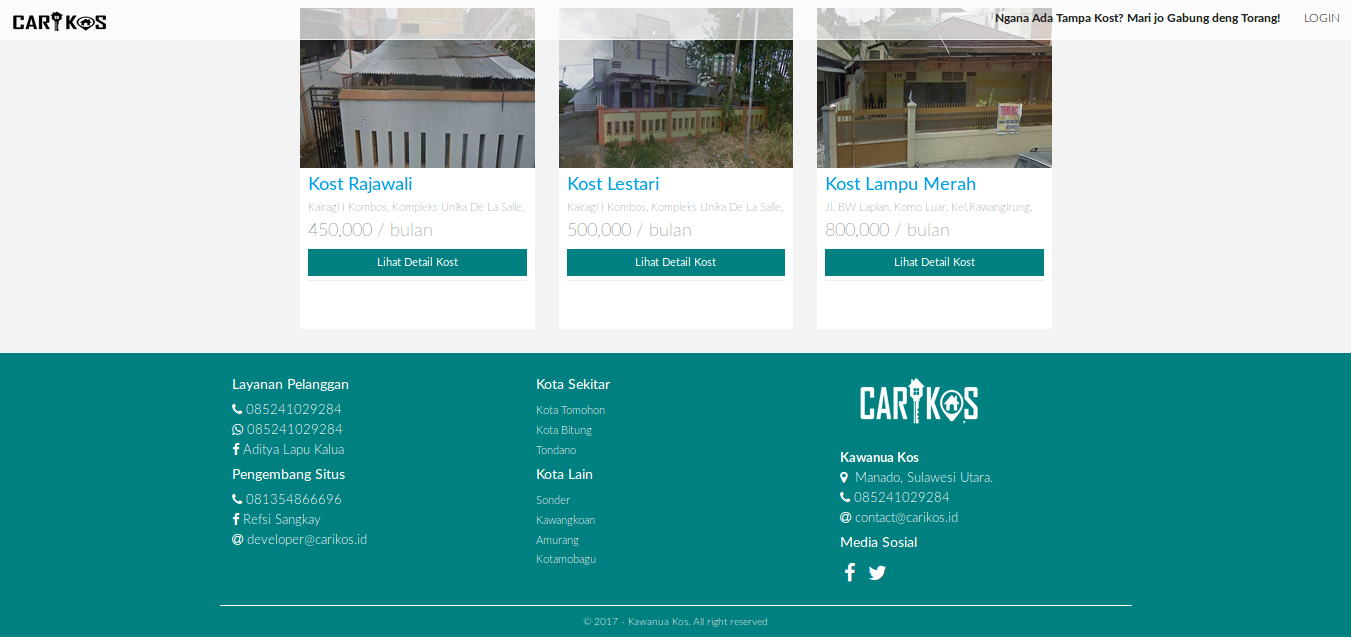 CARIKOS
Ngana Ada Tampa Kost? Mari jo Gabung deng Torang!
LOGIN
Kost Rajawali
Kairagi I Kombos, Kompleks Unika De La Salle,
450,000 / bulan
Lihat Detail Kost
Kost Lestari
Kairagi I Kombos, Kompleks Unika De La Salle,
500,000 / bulan
Lihat Detail Kost
Kost Lampu Merah
Jl. BW Lapian, Komo Luar, Kel.Rawangirung,
800,000 / bulan
Lihat Detail Kost
Layanan Pelanggan
085241029284
085241029284
Aditya Lapu Kalua
Pengembang Situs
081354866696
Refsi Sangkay
developer@carikos.id
Kota Sekitar
Kota Tomohon
Kota Bitung
Tondano
Kota Lain
Sonder
Kawangkoan
Amurang
Kotamobagu
CARIKOS
Kawanua Kos
Manado, Sulawesi Utara.
085241029284
contact@carikos.id
Media Sosial
© 2017 - Kawanua Kos. All right reserved